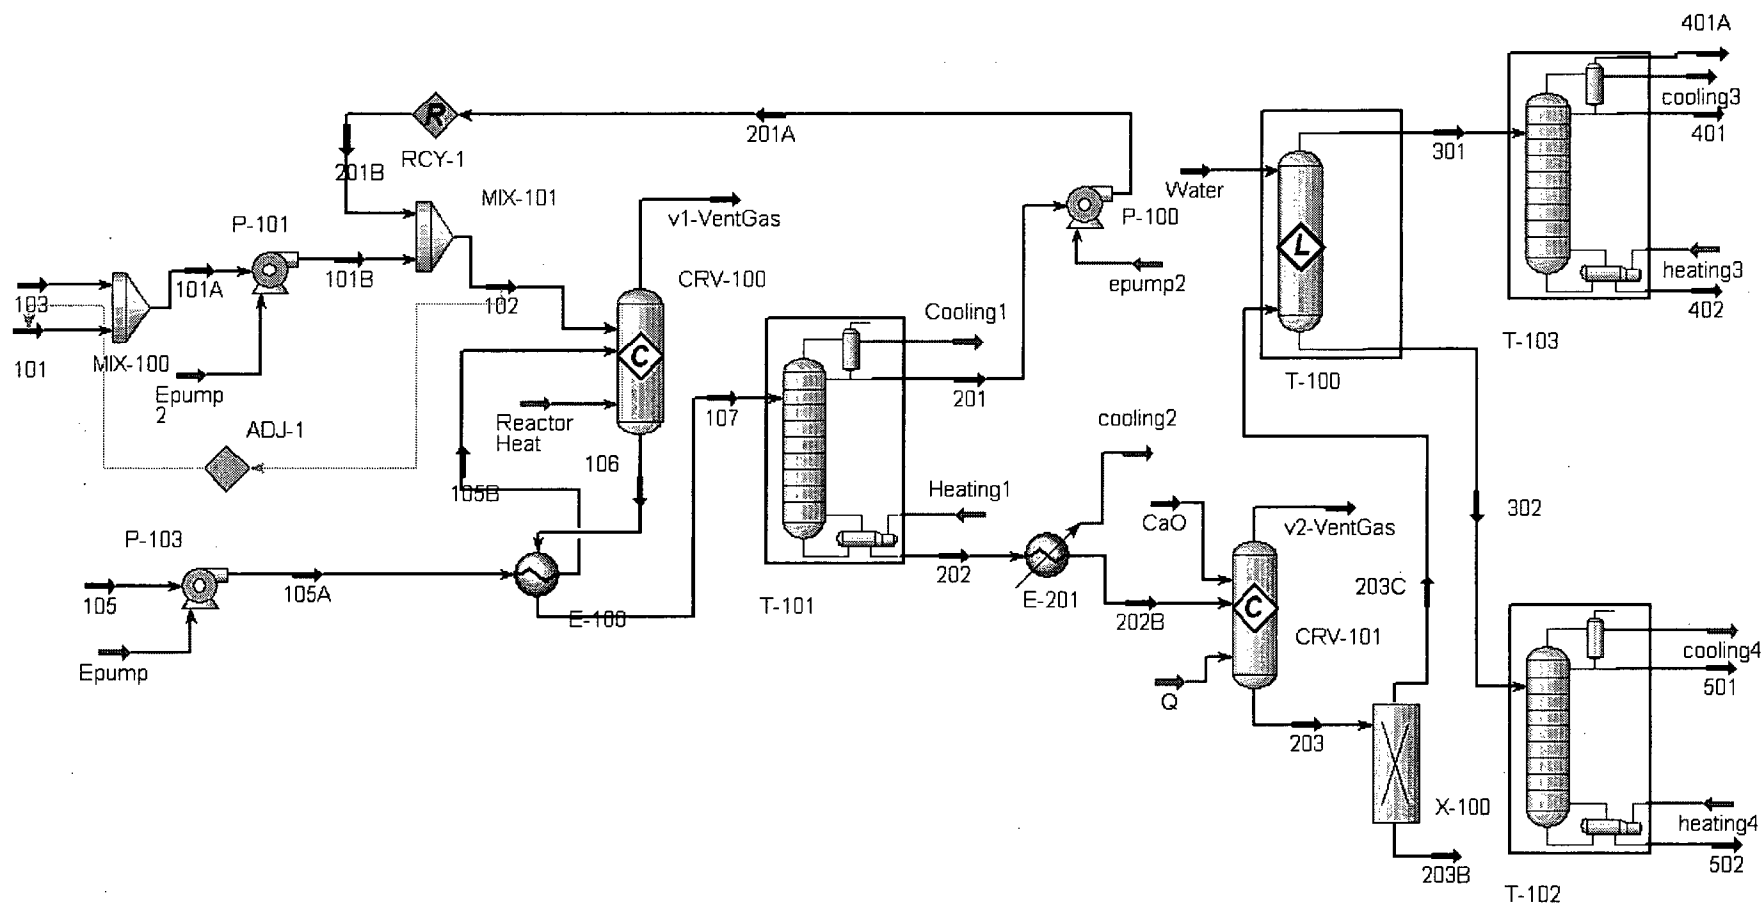 401A
cooling3
401
301
201A
RCY-1
R
201B
MIX-101
Water
P-100
v1-VentGas
P-101
101B
101A
103
102
CRV-100
epump2
L
heating3
402
T-103
Cooling1
T-100
101
MIX-100
Epump
2
C
Reactor
Heat
107
201
cooling2
ADJ-1
106
105B
Heating1
CaO
v2-VentGas
302
P-103
105
105A
E-100
T-101
202
E-201
202B
C
CRV-101
203C
Epump
Q
cooling4
501
203
X-100
heating4
502
203B
T-102